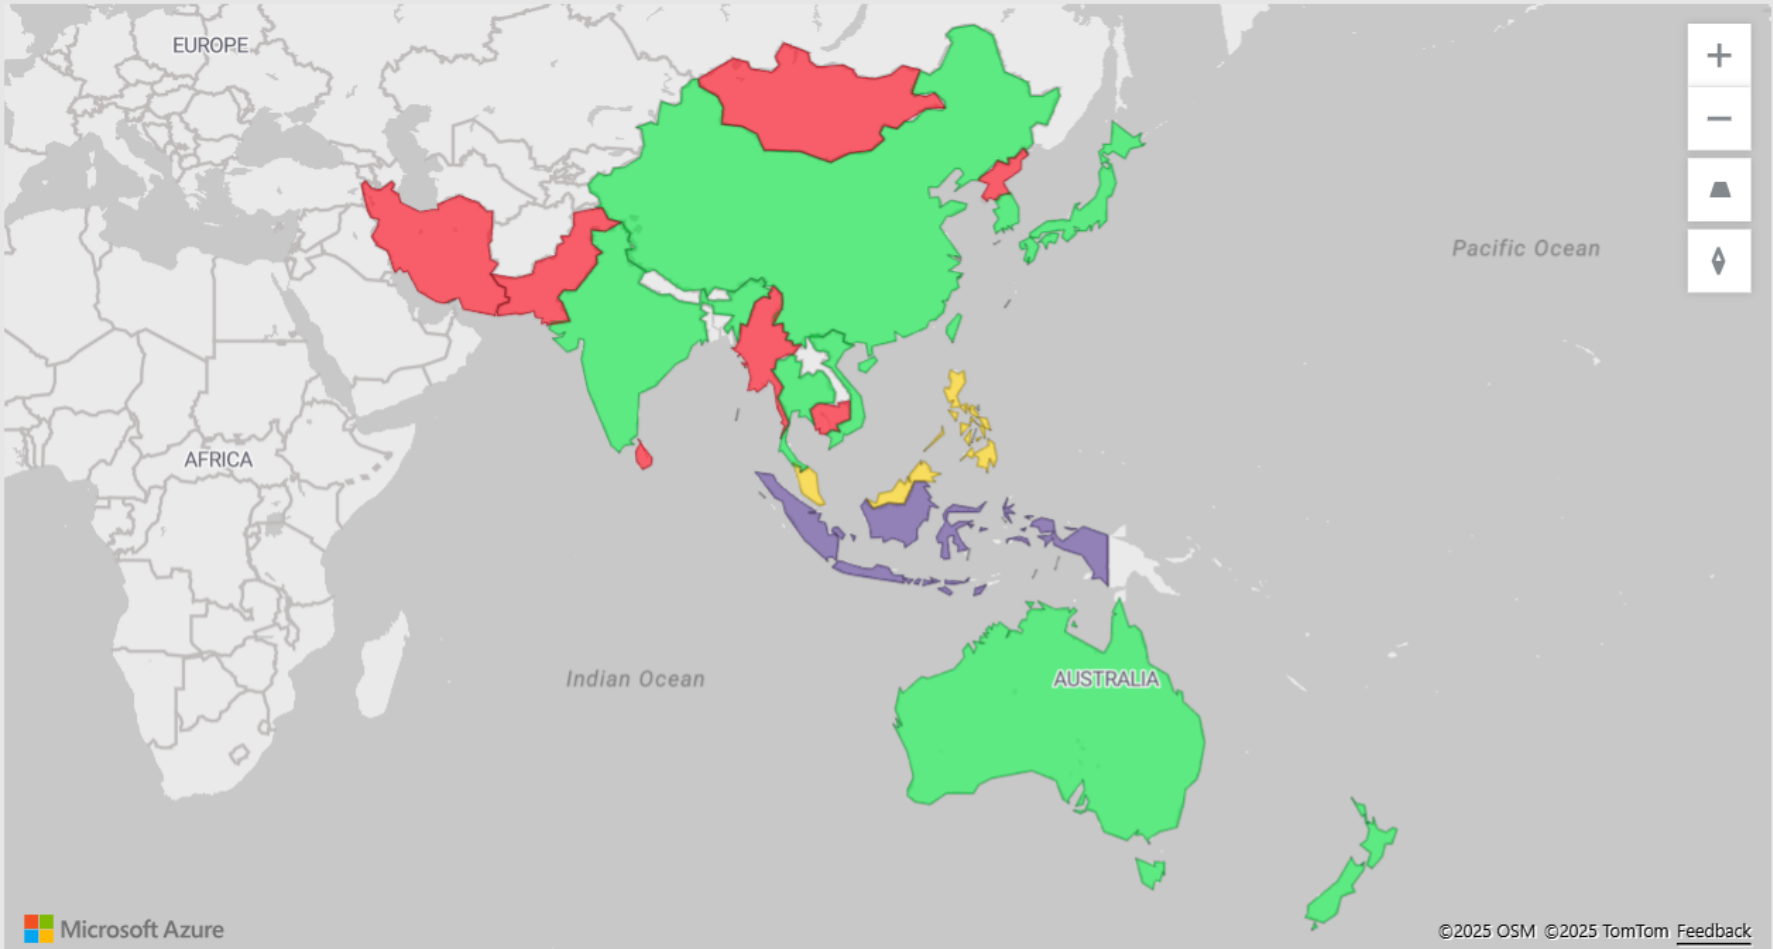 EUROPE
Pacific Ocean
AFRICA
Indian Ocean
AUSTRALIA
Microsoft Azure
©2025 OSM ©2025 TomTom Feedback